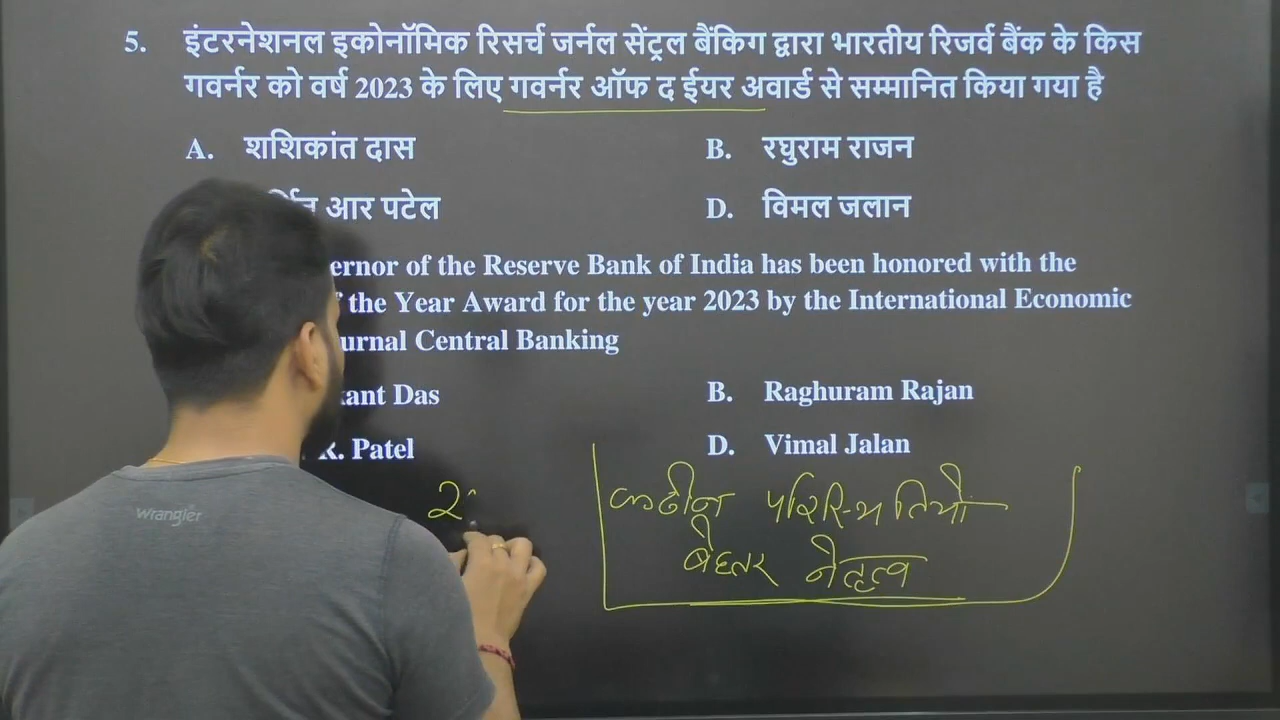 5. इंटरनेशनल इकोनॉमिक रिसर्च जर्नल सेंट्रल बैंकिग द्वारा भारतीय रिजर्व बैंक के किस
गवर्नर को वर्ष 2023 के लिए गवर्नर ऑफ द ईयर अवार्ड से सम्मानित किया गया है
A. शशिकांत दास B. रघुराम राजन
आर पटेल D. विमल जलान
ernor of the Reserve Bank of India has been honored with the
the Year Award for the year 2023 by the International Economic
urnal Central Banking
kant Das B. Raghuram Rajan
R. Patel D. Vimal Jalan
कठीन परिस्थितियो
बेहतर नेतृत्व
2
wrangler